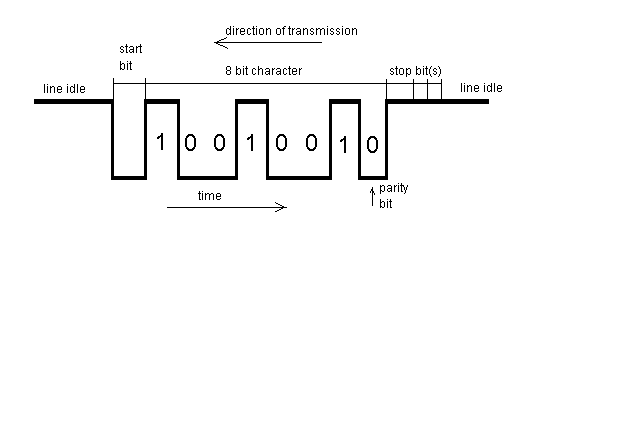 direction of transmission
start
bit
8 bit character
stop bit(s)
line idle
line idle
1 0 0 1 0 0 1 0
time
parity
bit